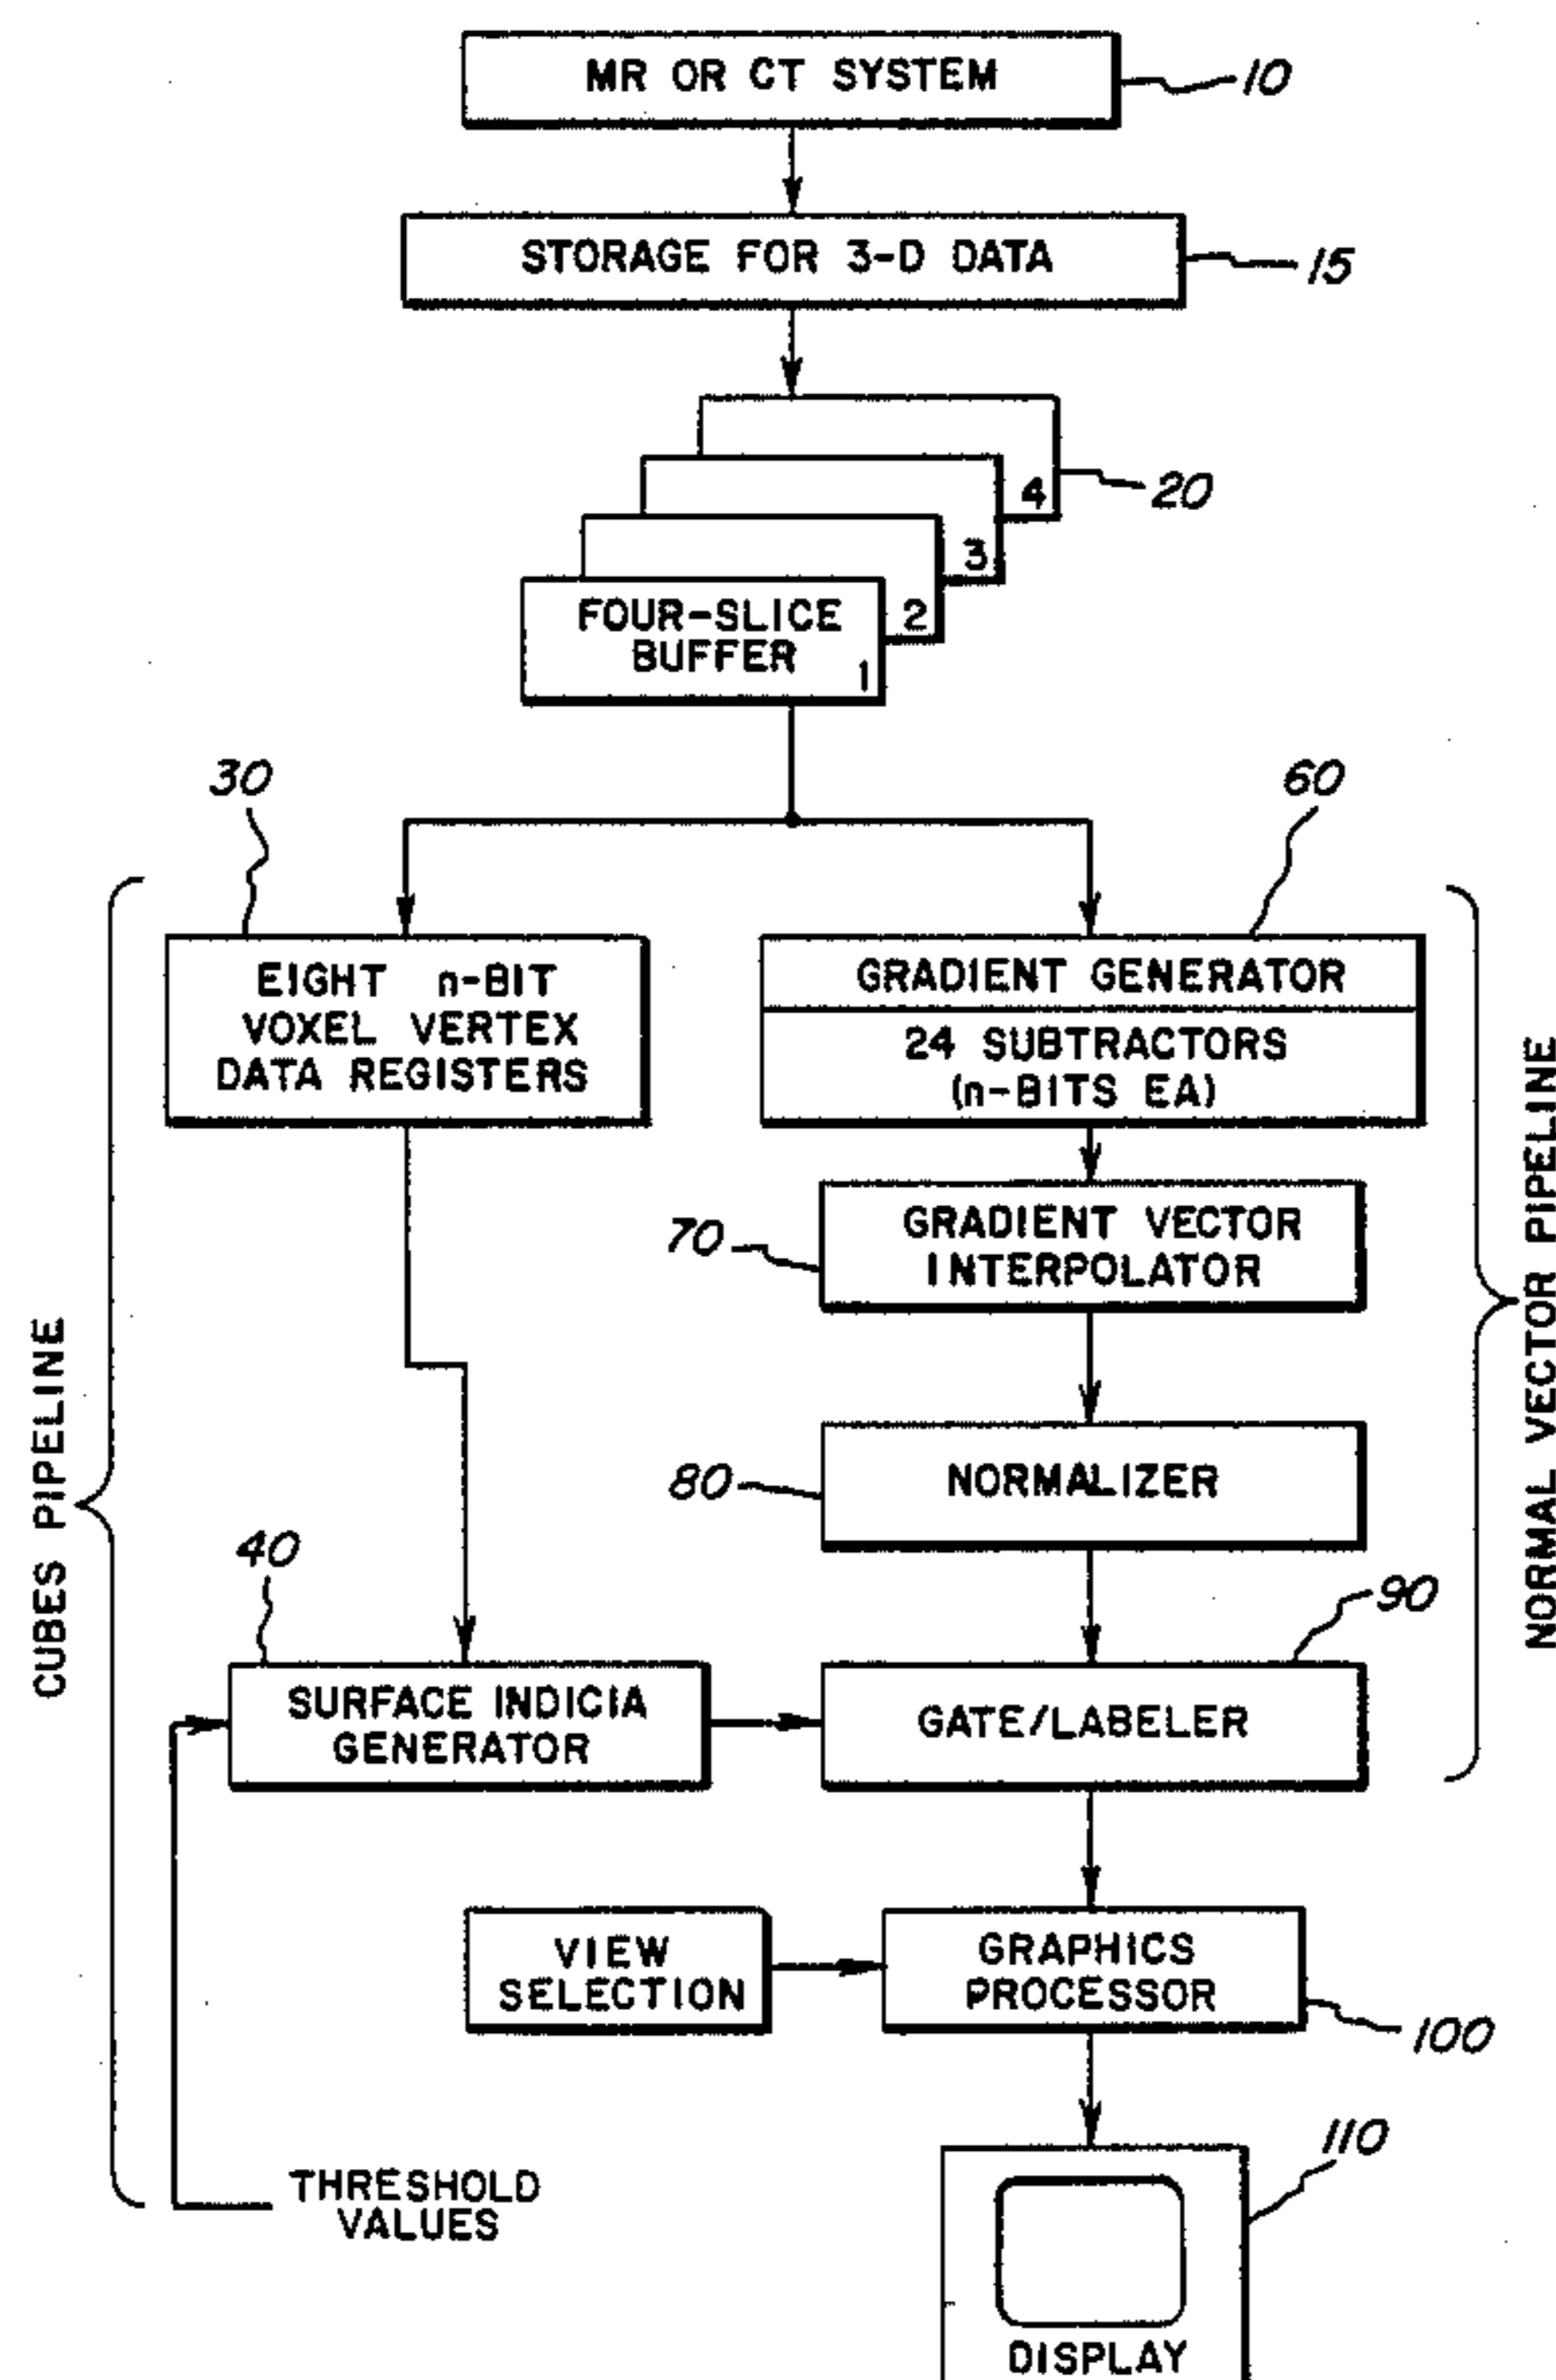 MR OR CT SYSTEM
10
STORAGE FOR 3-D DATA
15
20
4
3
2
FOUR-SLICE
BUFFER
1
30
60
EIGHT n-BIT
VOXEL VERTEX
DATA REGISTERS
GRADIENT GENERATOR
24 SUBTRACTORS
(n-BITS EA)
70
GRADIENT VECTOR
INTERPOLATOR
80
NORMALIZER
CUBES PIPELINE
NORMAL VECTOR PIPELINE
40
90
SURFACE INDICIA
GENERATOR
GATE/LABELER
VIEW
SELECTION
GRAPHICS
PROCESSOR
100
110
THRESHOLD
VALUES
DISPLAY